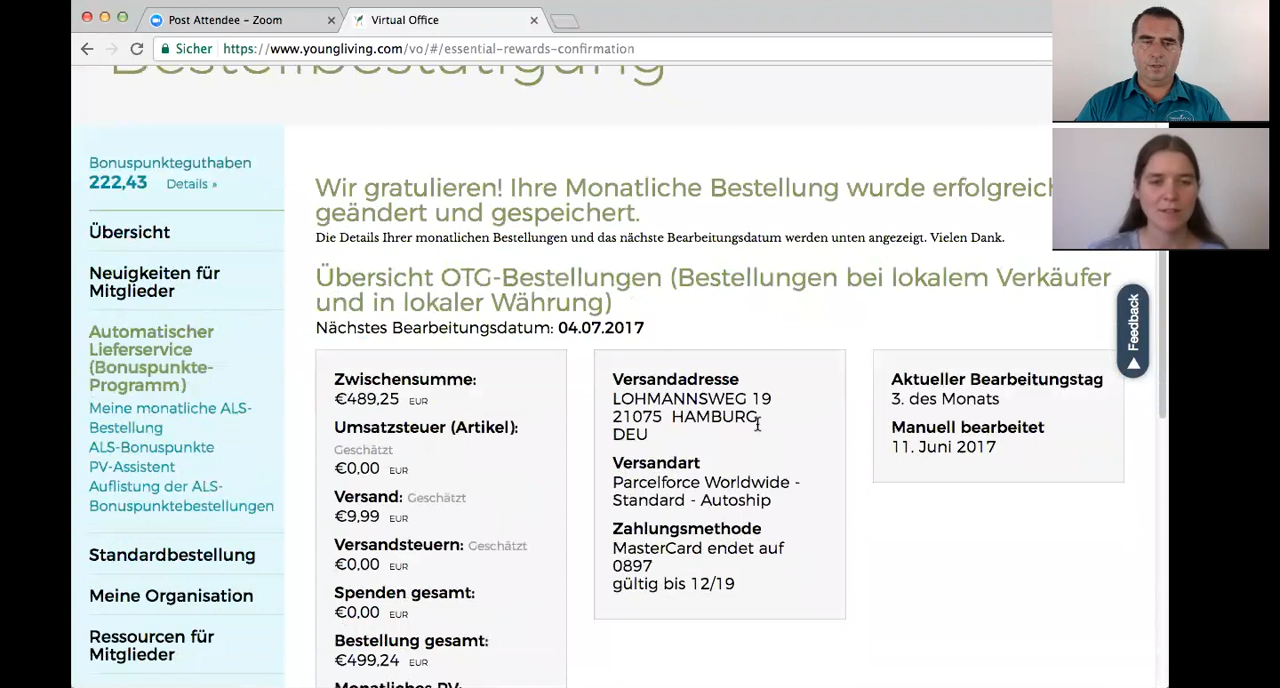 Post Attendee - Zoom
Virtual Office
Sicher https://www.youngliving.com/vo/#/essential-rewards-confirmation
Bestellbestätigung
Bonuspunkteguthaben
222,43 Details »
Übersicht
Neuigkeiten für
Mitglieder
Automatischer
Lieferservice
(Bonuspunkte-
Programm)
Meine monatliche ALS-
Bestellung
ALS-Bonuspunkte
PV-Assistent
Auflistung der ALS-
Bonuspunktebestellungen
Standardbestellung
Meine Organisation
Ressourcen für
Mitglieder
Wir gratulieren! Ihre Monatliche Bestellung wurde erfolgreich
geändert und gespeichert.
Die Details Ihrer monatlichen Bestellungen und das nächste Bearbeitungsdatum werden unten angezeigt. Vielen Dank.
Übersicht OTG-Bestellungen (Bestellungen bei lokalem Verkäufer
und in lokaler Währung)
Nächstes Bearbeitungsdatum: 04.07.2017
Zwischensumme:
€489,25 EUR
Umsatzsteuer (Artikel):
Geschätzt
€0,00 EUR
Versand: Geschätzt
€9,99 EUR
Versandsteuern: Geschätzt
€0,00 EUR
Spenden gesamt:
€0,00 EUR
Bestellung gesamt:
€499,24 EUR
Monatliches PV:
Versandadresse
LOHMANNSWEG 19
21075 HAMBURG
DEU
Versandart
Parcelforce Worldwide -
Standard - Autoship
Zahlungsmethode
MasterCard endet auf
0897
gültig bis 12/19
Aktueller Bearbeitungstag
3. des Monats
Manuell bearbeitet
11. Juni 2017
Feedback